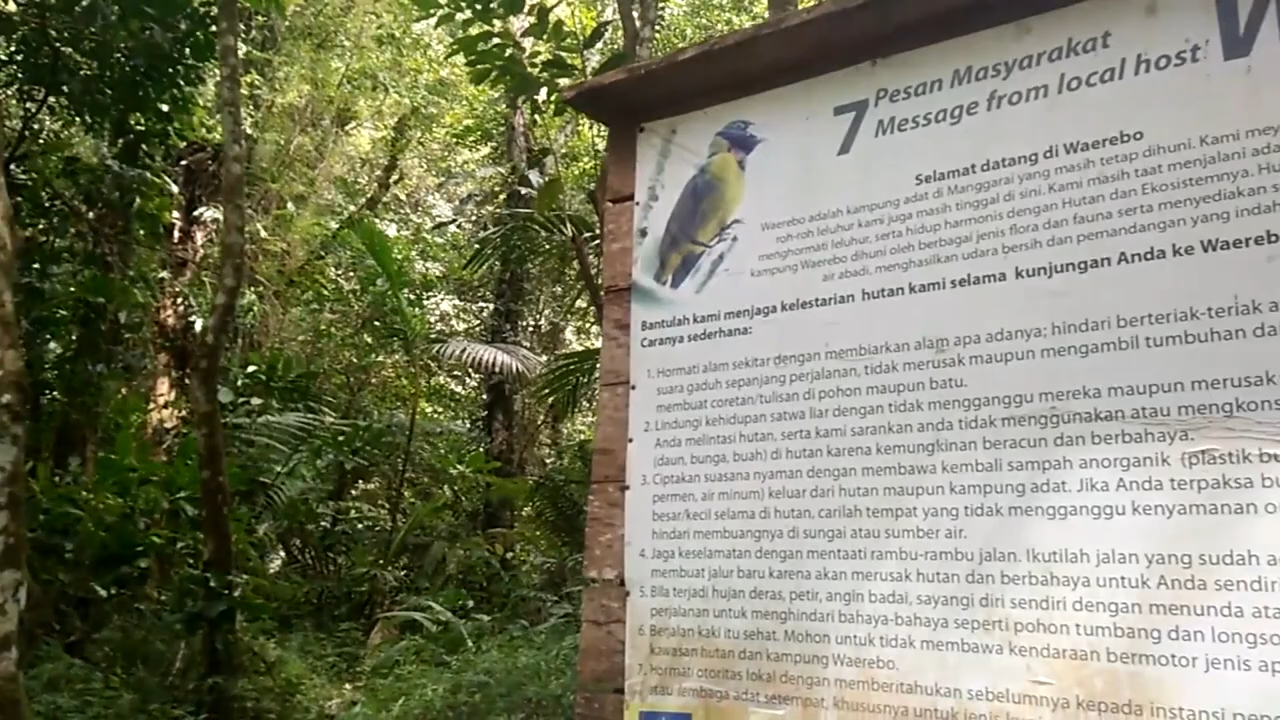 7 Pesan Masyarakat
Message from local host
Selamat datang di Waerebo
Waerebo adalah kampung adat di Manggarai yang masih tetap dihuni. Kami
roh-roh leluhur kami juga masih tinggal di sini. Kami masih taat menjalani
menghormati leluhur, serta hidup harmonis dengan Hutan dan Ekosistemnya.
kampung Waerebo dihuni oleh berbagai jenis flora dan fauna serta menyediakan
air abadi, menghasilkan udara bersih dan pemandangan yang indah
Bantulah kami menjaga kelestarian hutan kami selama kunjungan Anda ke Waereb
Caranya sederhana:
1. Hormati alam sekitar dengan membiarkan alam apa adanya; hindari berteriak-teriak
suara gaduh sepanjang perjalanan, tidak merusak maupun mengambil tumbuhan
membuat coretan/tulisan di pohon maupun batu.
2. Lindungi kehidupan satwa liar dengan tidak mengganggu mereka maupun merusak
Anda melintasi hutan, serta kami sarankan anda tidak menggunakan atau mengkons
(daun, bunga, buah) di hutan karena kemungkinan beracun dan berbahaya.
3. Ciptakan suasana nyaman dengan membawa kembali sampah anorganik (plastik
permen, air minum) keluar dari hutan maupun kampung adat. Jika Anda terpaksa
besar/kecil selama di hutan, carilah tempat yang tidak mengganggu kenyamanan
hindari membuangnya di sungai atau sumber air.
4. Jaga keselamatan dengan mentaati rambu-rambu jalan. Ikutilah jalan yang sudah
membuat jalur baru karena akan merusak hutan dan berbahaya untuk Anda sendir
5. Bila terjadi hujan deras, petir, angin badai, sayangi diri sendiri dengan menunda
perjalanan untuk menghindari bahaya-bahaya seperti pohon tumbang dan longso
6. Berjalan kaki itu sehat. Mohon untuk tidak membawa kendaraan bermotor jenis
kawasan hutan dan kampung Waerebo.
7. Hormati otoritas lokal dengan memberitahukan sebelumnya kepada instansi
atau lembaga adat setempat, khususnya untuk jenis